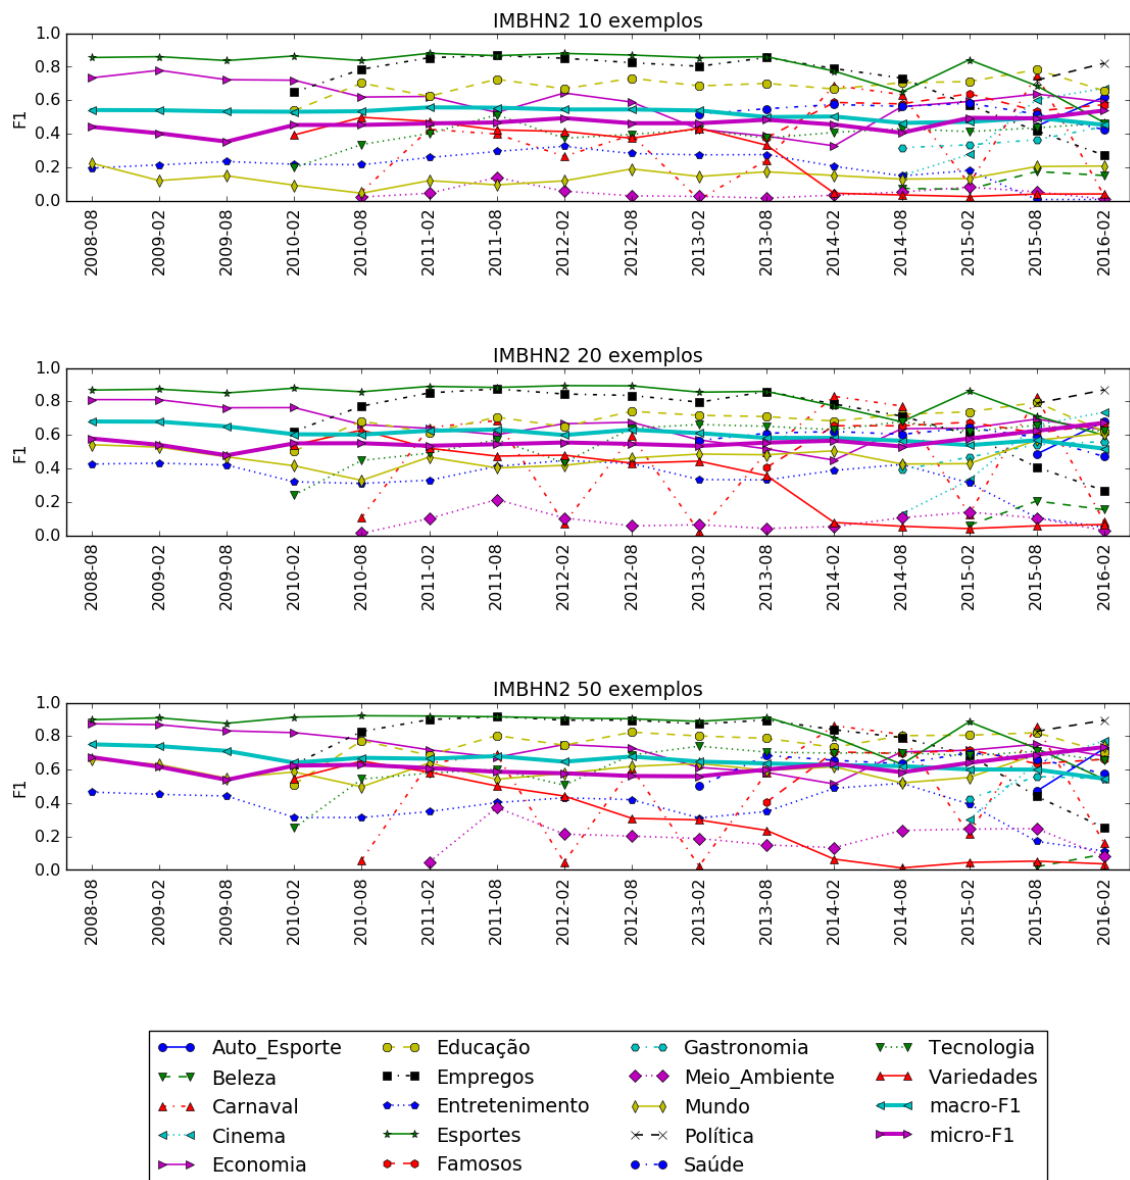 IMBHN2 10 exemplos
1.0
0.8
0.6
0.4
0.2
0.0
F1
2008-08 2009-02 2009-08 2010-02 2010-08 2011-02 2011-08 2012-02 2012-08 2013-02 2013-08 2014-02 2014-08 2015-02 2015-08 2016-02
IMBHN2 20 exemplos
1.0
0.8
0.6
0.4
0.2
0.0
F1
2008-08 2009-02 2009-08 2010-02 2010-08 2011-02 2011-08 2012-02 2012-08 2013-02 2013-08 2014-02 2014-08 2015-02 2015-08 2016-02
IMBHN2 50 exemplos
1.0
0.8
0.6
0.4
0.2
0.0
F1
2008-08 2009-02 2009-08 2010-02 2010-08 2011-02 2011-08 2012-02 2012-08 2013-02 2013-08 2014-02 2014-08 2015-02 2015-08 2016-02
Auto_Esporte Educação Gastronomia Tecnologia
Beleza Empregos Meio_Ambiente Variedades
Carnaval Entretenimento Mundo macro-F1
Cinema Esportes Política micro-F1
Economia Famosos Saúde